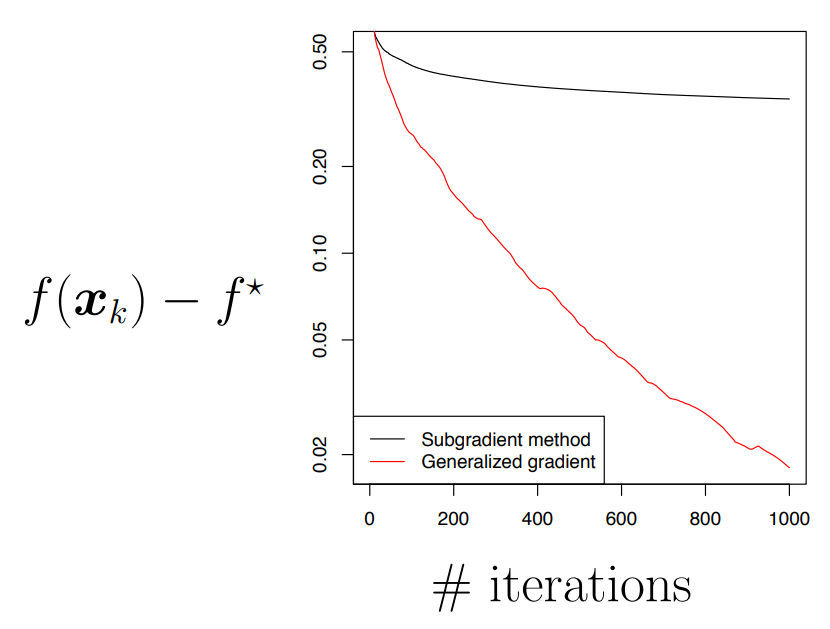 0.50
0.20
0.10
0.05
0.02
f(x_k) − f⋆
Subgradient method
Generalized gradient
0 200 400 600 800 1000
# iterations